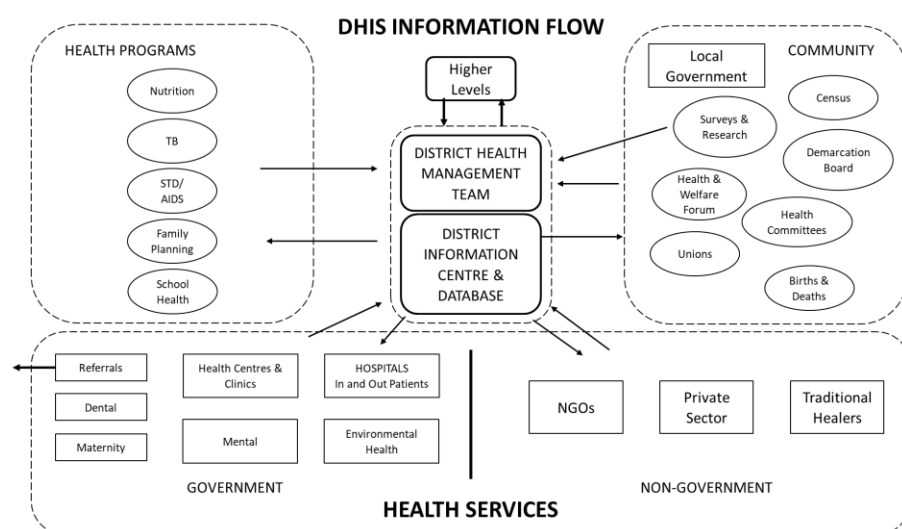 DHIS INFORMATION FLOW
HEALTH PROGRAMS
Nutrition
TB
STD/
AIDS
Family
Planning
School
Health
Higher
Levels
DISTRICT HEALTH
MANAGEMENT
TEAM
DISTRICT
INFORMATION
CENTRE &
DATABASE
COMMUNITY
Local
Government
Census
Surveys &
Research
Demarcation
Board
Health &
Welfare
Forum
Health
Committees
Unions
Births &
Deaths
Referrals
Dental
Maternity
Health Centres &
Clinics
Mental
HOSPITALS
In and Out Patients
Environmental
Health
GOVERNMENT
NGOs
Private
Sector
Traditional
Healers
NON-GOVERNMENT
HEALTH SERVICES